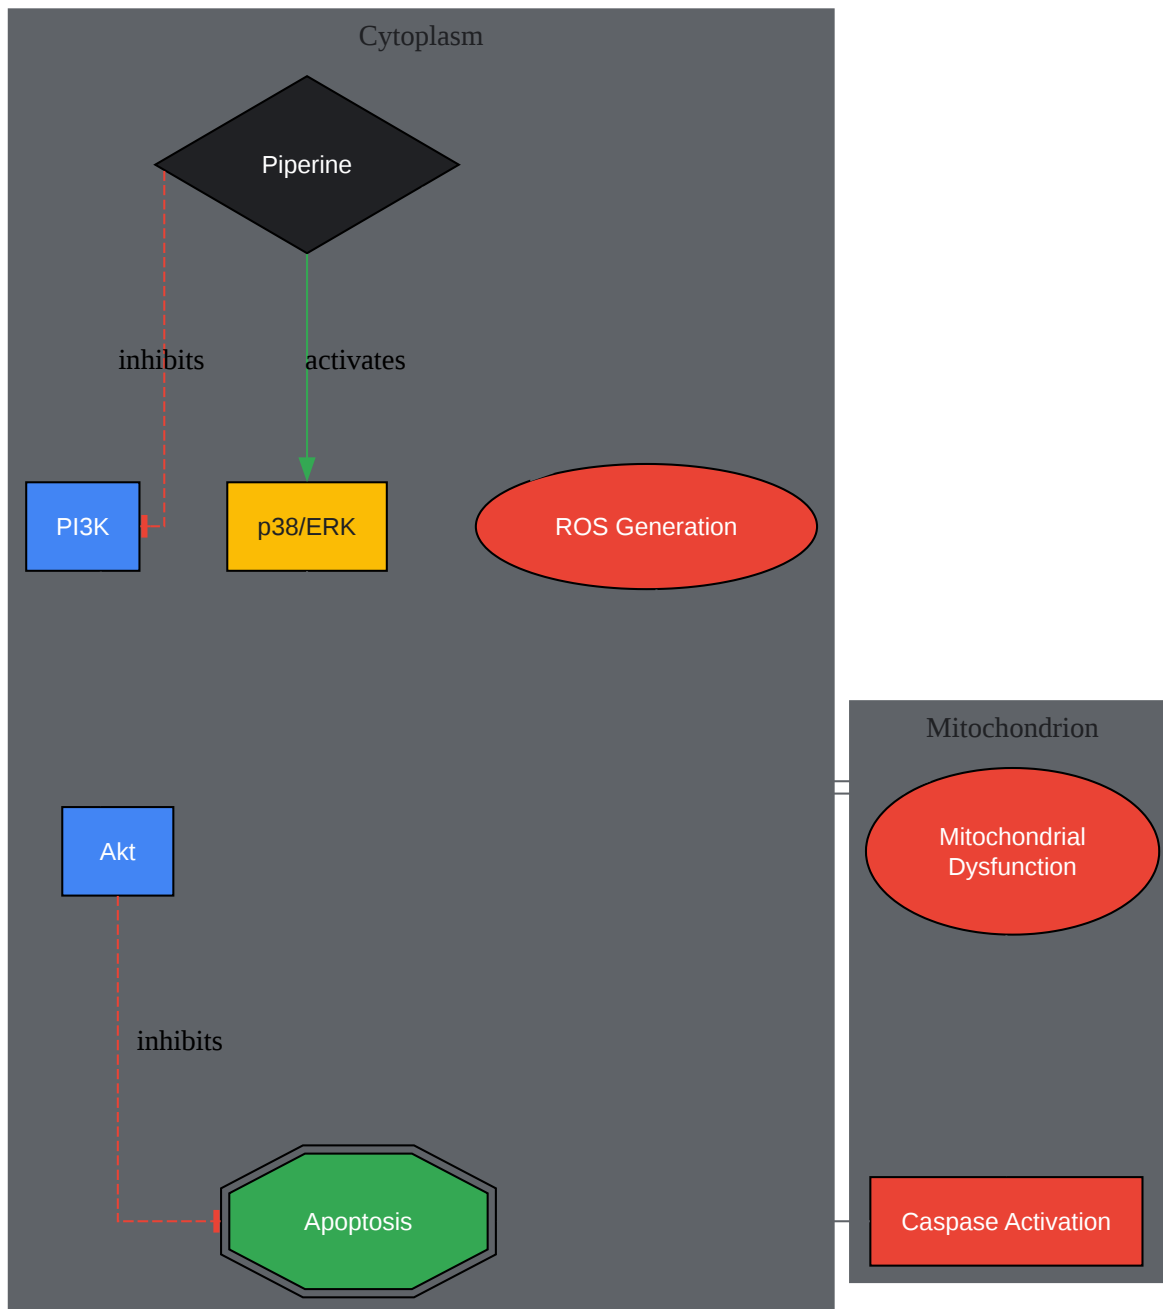 Cytoplasm
Piperine
inhibits
activates
PI3K
p38/ERK
ROS Generation
Mitochondrion
Mitochondrial
Dysfunction
Akt
inhibits
Apoptosis
Caspase Activation